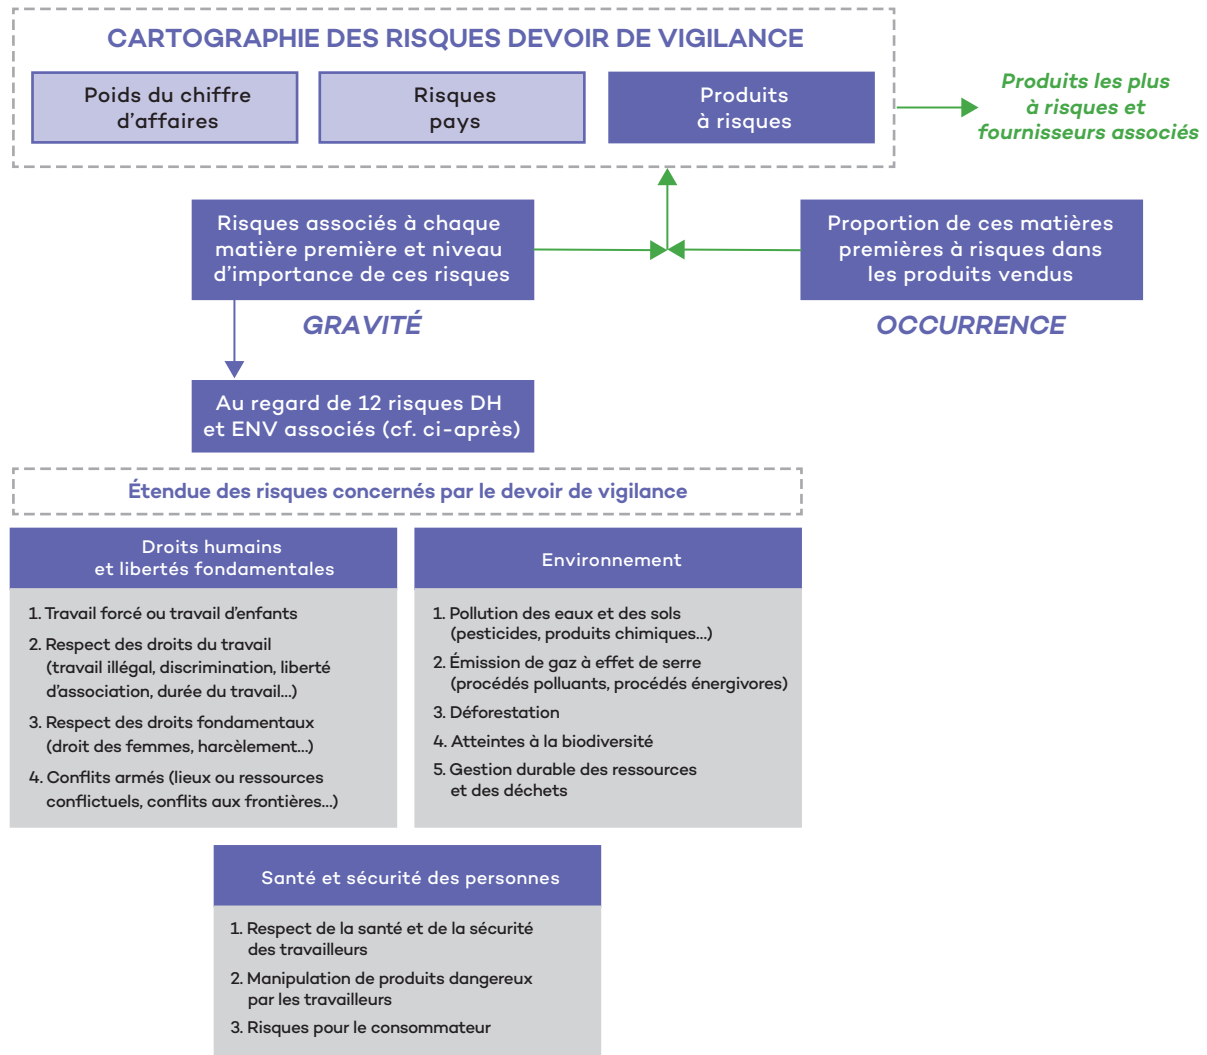 CARTOGRAPHIE DES RISQUES DEVOIR DE VIGILANCE
Poids du chiffre
d'affaires
Risques
pays
Produits
à risques
Produits les plus
à risques et
fournisseurs associés
Risques associés à chaque
matière première et niveau
d'importance de ces risques
Proportion de ces matières
premières à risques dans
les produits vendus
GRAVITÉ
OCCURRENCE
Au regard de 12 risques DH
et ENV associés (cf. ci-après)
Étendue des risques concernés par le devoir de vigilance
Droits humains
et libertés fondamentales
1. Travail forcé ou travail d'enfants
2. Respect des droits du travail
(travail illégal, discrimination, liberté
d'association, durée du travail...)
3. Respect des droits fondamentaux
(droit des femmes, harcèlement...)
4. Conflits armés (lieux ou ressources
conflictuels, conflits aux frontières...)
Environnement
1. Pollution des eaux et des sols
(pesticides, produits chimiques...)
2. Émission de gaz à effet de serre
(procédés polluants, procédés énergivores)
3. Déforestation
4. Atteintes à la biodiversité
5. Gestion durable des ressources
et des déchets
Santé et sécurité des personnes
1. Respect de la santé et de la sécurité
des travailleurs
2. Manipulation de produits dangereux
par les travailleurs
3. Risques pour le consommateur